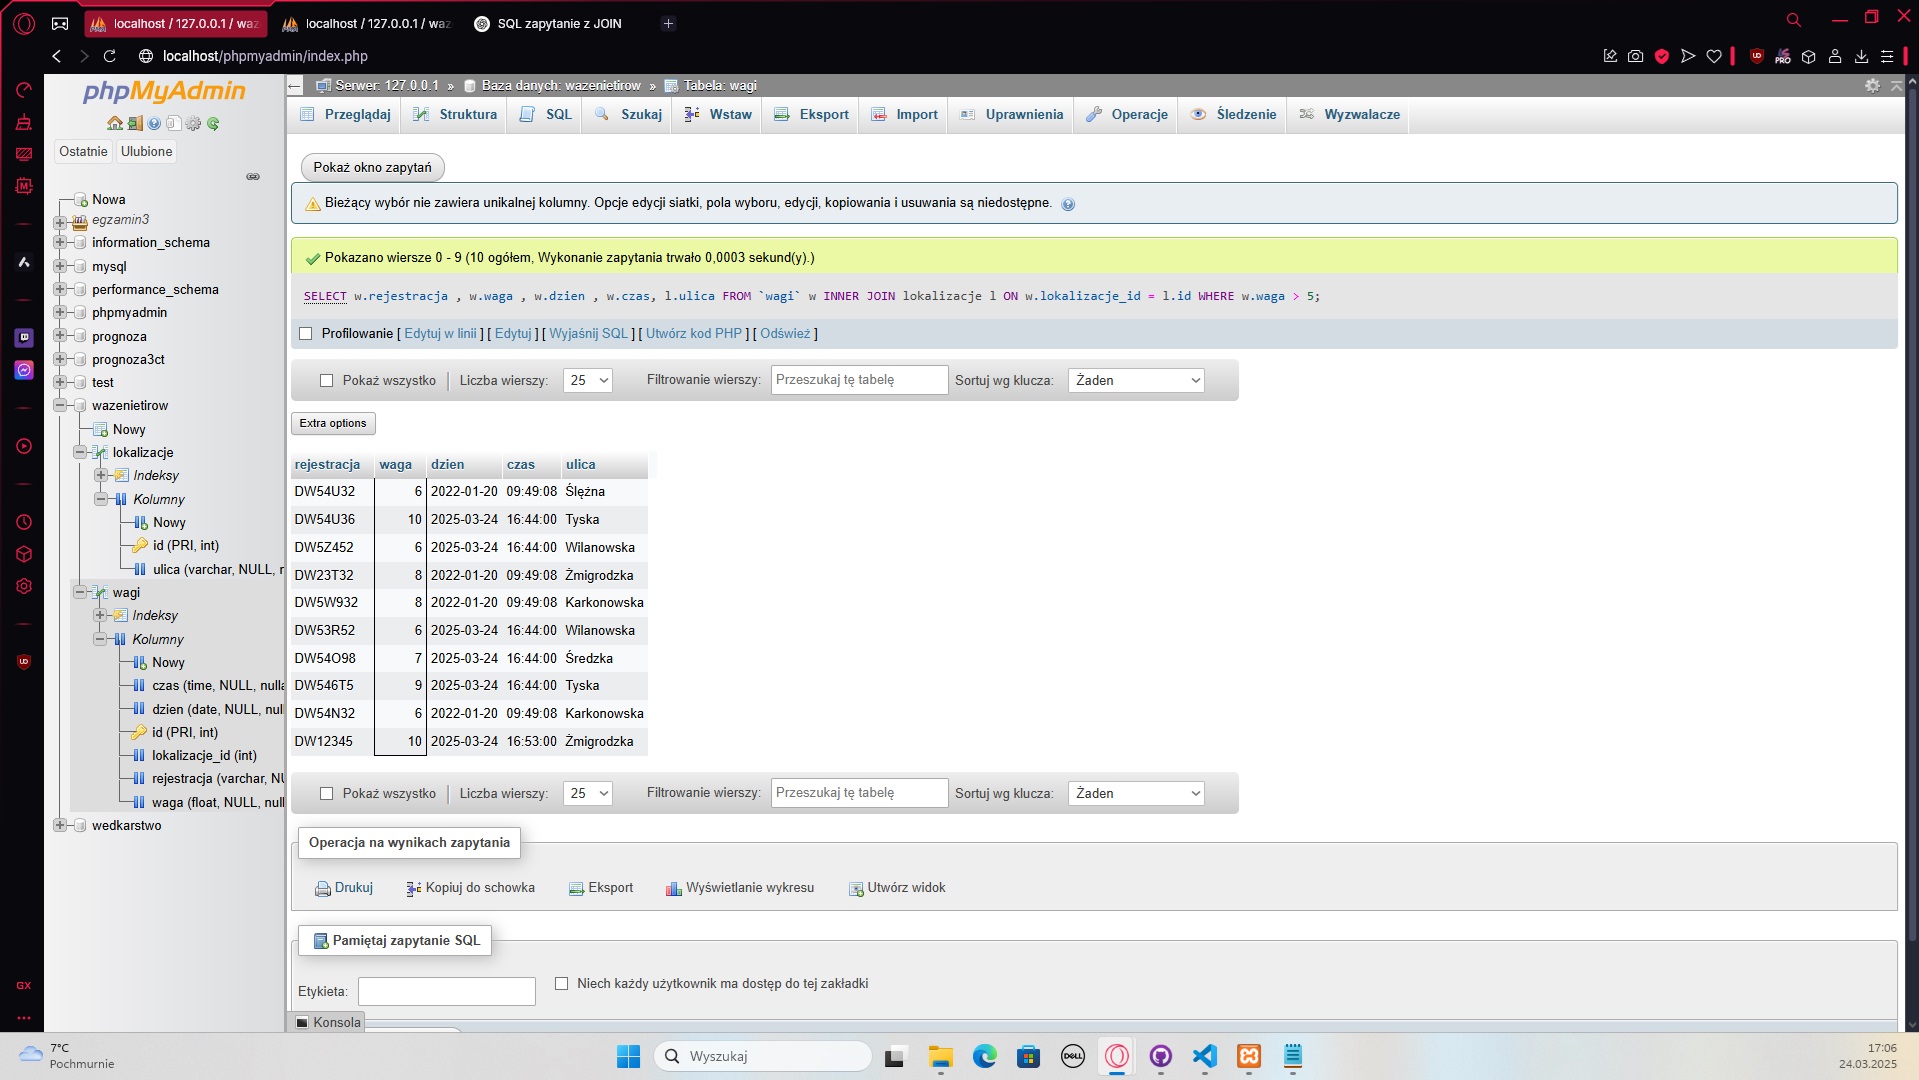 localhost / 127.0.0.1 / waz
localhost / 127.0.0.1 / waz
SQL zapytanie z JOIN
localhost/phpmyadmin/index.php
PRO
phpMyAdmin
Ostatnie
Ulubione
Nowa
egzamin3
information_schema
mysql
performance_schema
phpmyadmin
prognoza
prognoza3ct
test
wazenietirow
Nowy
lokalizacje
Indeksy
Kolumny
Nowy
id (PRI, int)
ulica (varchar, NULL, r
wagi
Indeksy
Kolumny
Nowy
czas (time, NULL, nulla
dzien (date, NULL, null
id (PRI, int)
lokalizacje_id (int)
rejestracja (varchar, NU
waga (float, NULL, null
wedkarstwo
Serwer: 127.0.0.1 » Baza danych: wazenietirow » Tabela: wagi
Przeglądaj
Struktura
SQL
Szukaj
Wstaw
Eksport
Import
Uprawnienia
Operacje
Śledzenie
Wyzwalacze
Pokaż okno zapytań
Bieżący wybór nie zawiera unikalnej kolumny. Opcje edycji siatki, pola wyboru, edycji, kopiowania i usuwania są niedostępne.
Pokazano wiersze 0 - 9 (10 ogółem, Wykonanie zapytania trwało 0,0003 sekund(y).)
SELECT w.rejestracja , w.waga , w.dzien , w.czas, l.ulica FROM `wagi` w INNER JOIN lokalizacje l ON w.lokalizacje_id = l.id WHERE w.waga > 5;
Profilowanie [ Edytuj w linii ] [ Edytuj ] [ Wyjaśnij SQL ] [ Utwórz kod PHP ] [ Odśwież ]
Pokaż wszystko
Liczba wierszy: 25
Filtrowanie wierszy: Przeszukaj tę tabelę
Sortuj wg klucza: Żaden
Extra options
rejestracja waga dzien czas ulica
DW54U32 6 2022-01-20 09:49:08 Ślężna
DW54U36 10 2025-03-24 16:44:00 Tyska
DW5Z452 6 2025-03-24 16:44:00 Wilanowska
DW23T32 8 2022-01-20 09:49:08 Żmigrodzka
DW5W932 8 2022-01-20 09:49:08 Karkonowska
DW53R52 6 2025-03-24 16:44:00 Wilanowska
DW54O98 7 2025-03-24 16:44:00 Średzka
DW546T5 9 2025-03-24 16:44:00 Tyska
DW54N32 6 2022-01-20 09:49:08 Karkonowska
DW12345 10 2025-03-24 16:53:00 Żmigrodzka
Pokaż wszystko
Liczba wierszy: 25
Filtrowanie wierszy: Przeszukaj tę tabelę
Sortuj wg klucza: Żaden
Operacja na wynikach zapytania
Drukuj
Kopiuj do schowka
Eksport
Wyświetlanie wykresu
Utwórz widok
Pamiętaj zapytanie SQL
Etykieta:
Niech każdy użytkownik ma dostęp do tej zakładki
Konsola
GX
7°C
Pochmurnie
Wyszukaj
DELL
17:06
24.03.2025